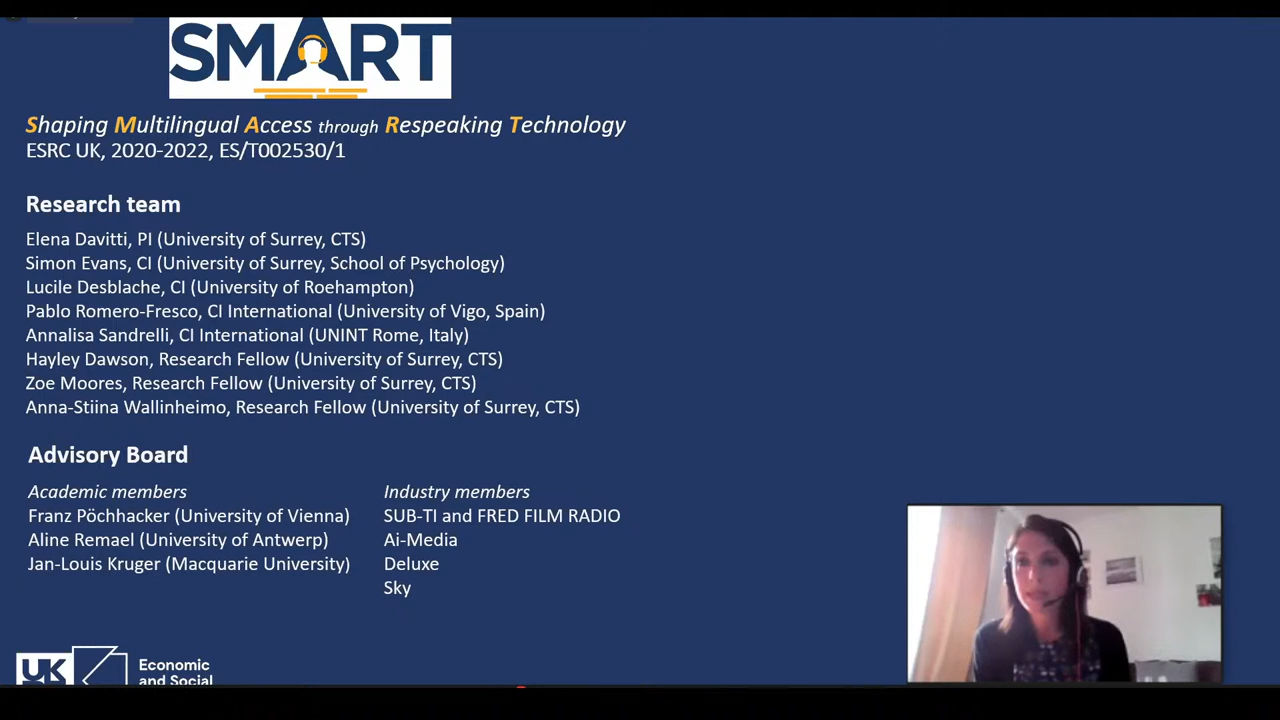 SMART
Shaping Multilingual Access through Respeaking Technology
ESRC UK, 2020-2022, ES/T002530/1
Research team
Elena Davitti, PI (University of Surrey, CTS)
Simon Evans, CI (University of Surrey, School of Psychology)
Lucile Desblache, CI (University of Roehampton)
Pablo Romero-Fresco, CI International (University of Vigo, Spain)
Annalisa Sandrelli, CI International (UNINT Rome, Italy)
Hayley Dawson, Research Fellow (University of Surrey, CTS)
Zoe Moores, Research Fellow (University of Surrey, CTS)
Anna-Stiina Wallinheimo, Research Fellow (University of Surrey, CTS)
Advisory Board
Academic members
Franz Pöchhacker (University of Vienna)
Aline Remael (University of Antwerp)
Jan-Louis Kruger (Macquarie University)
Industry members
SUB-TI and FRED FILM RADIO
Ai-Media
Deluxe
Sky
UK
Economic
and Social